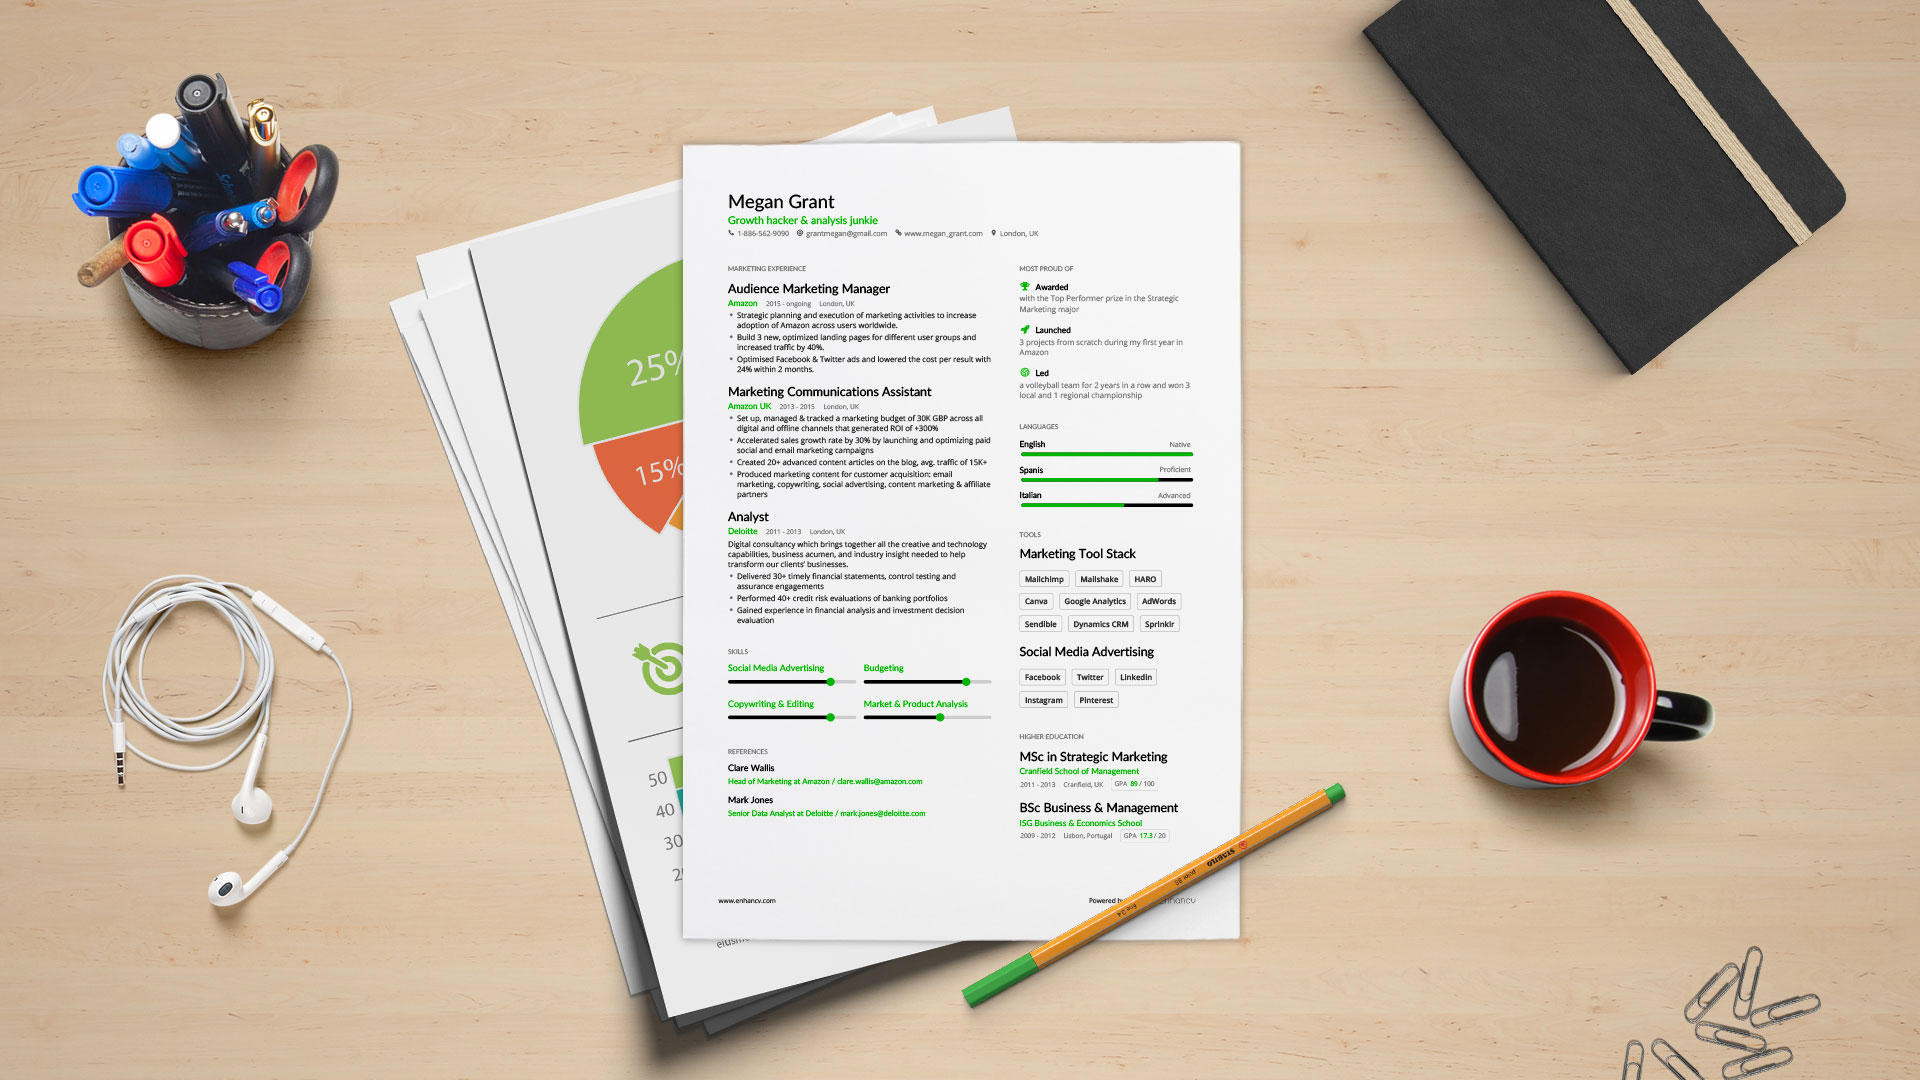 Megan Grant
Growth hacker & analysis junkie
1-886-562-9090 grantmegan@gmail.com www.megan_grant.com London, UK
MARKETING EXPERIENCE
Audience Marketing Manager
Amazon 2015 - ongoing London, UK
• Strategic planning and execution of marketing activities to increase
adoption of Amazon across users worldwide.
• Build 3 new, optimized landing pages for different user groups and
increased traffic by 40%.
• Optimised Facebook & Twitter ads and lowered the cost per result with
24% within 2 months.
Marketing Communications Assistant
Amazon UK 2013 - 2015 London, UK
• Set up, managed & tracked a marketing budget of 30K GBP across all
digital and offline channels that generated ROI of +300%
• Accelerated sales growth rate by 30% by launching and optimizing paid
social and email marketing campaigns
• Created 20+ advanced content articles on the blog, avg. traffic of 15K+
• Produced marketing content for customer acquisition: email
marketing, copywriting, social advertising, content marketing & affiliate
partners
Analyst
Deloitte 2011 - 2013 London, UK
Digital consultancy which brings together all the creative and technology
capabilities, business acumen, and industry insight needed to help
transform our clients' businesses.
• Delivered 30+ timely financial statements, control testing and
assurance engagements
• Performed 40+ credit risk evaluations of banking portfolios
• Gained experience in financial analysis and investment decision
evaluation
SKILLS
Social Media Advertising Budgeting
Copywriting & Editing Market & Product Analysis
REFERENCES
Clare Wallis
Head of Marketing at Amazon / clare.wallis@amazon.com
Mark Jones
Senior Data Analyst at Deloitte / mark.jones@deloitte.com
MOST PROUD OF
Awarded
with the Top Performer prize in the Strategic
Marketing major
Launched
3 projects from scratch during my first year in
Amazon
Led
a volleyball team for 2 years in a row and won 3
local and 1 regional championship
LANGUAGES
English Native
Spanis Proficient
Italian Advanced
TOOLS
Marketing Tool Stack
Mailchimp Mailshake HARO
Canva Google Analytics AdWords
Sendible Dynamics CRM Sprinklr
Social Media Advertising
Facebook Twitter Linkedin
Instagram Pinterest
HIGHER EDUCATION
MSc in Strategic Marketing
Cranfield School of Management
2011 - 2013 Cranfield, UK GPA 89 / 100
BSc Business & Management
ISG Business & Economics School
2009 - 2012 Lisbon, Portugal GPA 17.3 / 20
www.enhancv.com
Powered enhancv
25%
15%
50
40
30
STABILO
point 88
fine 0,4